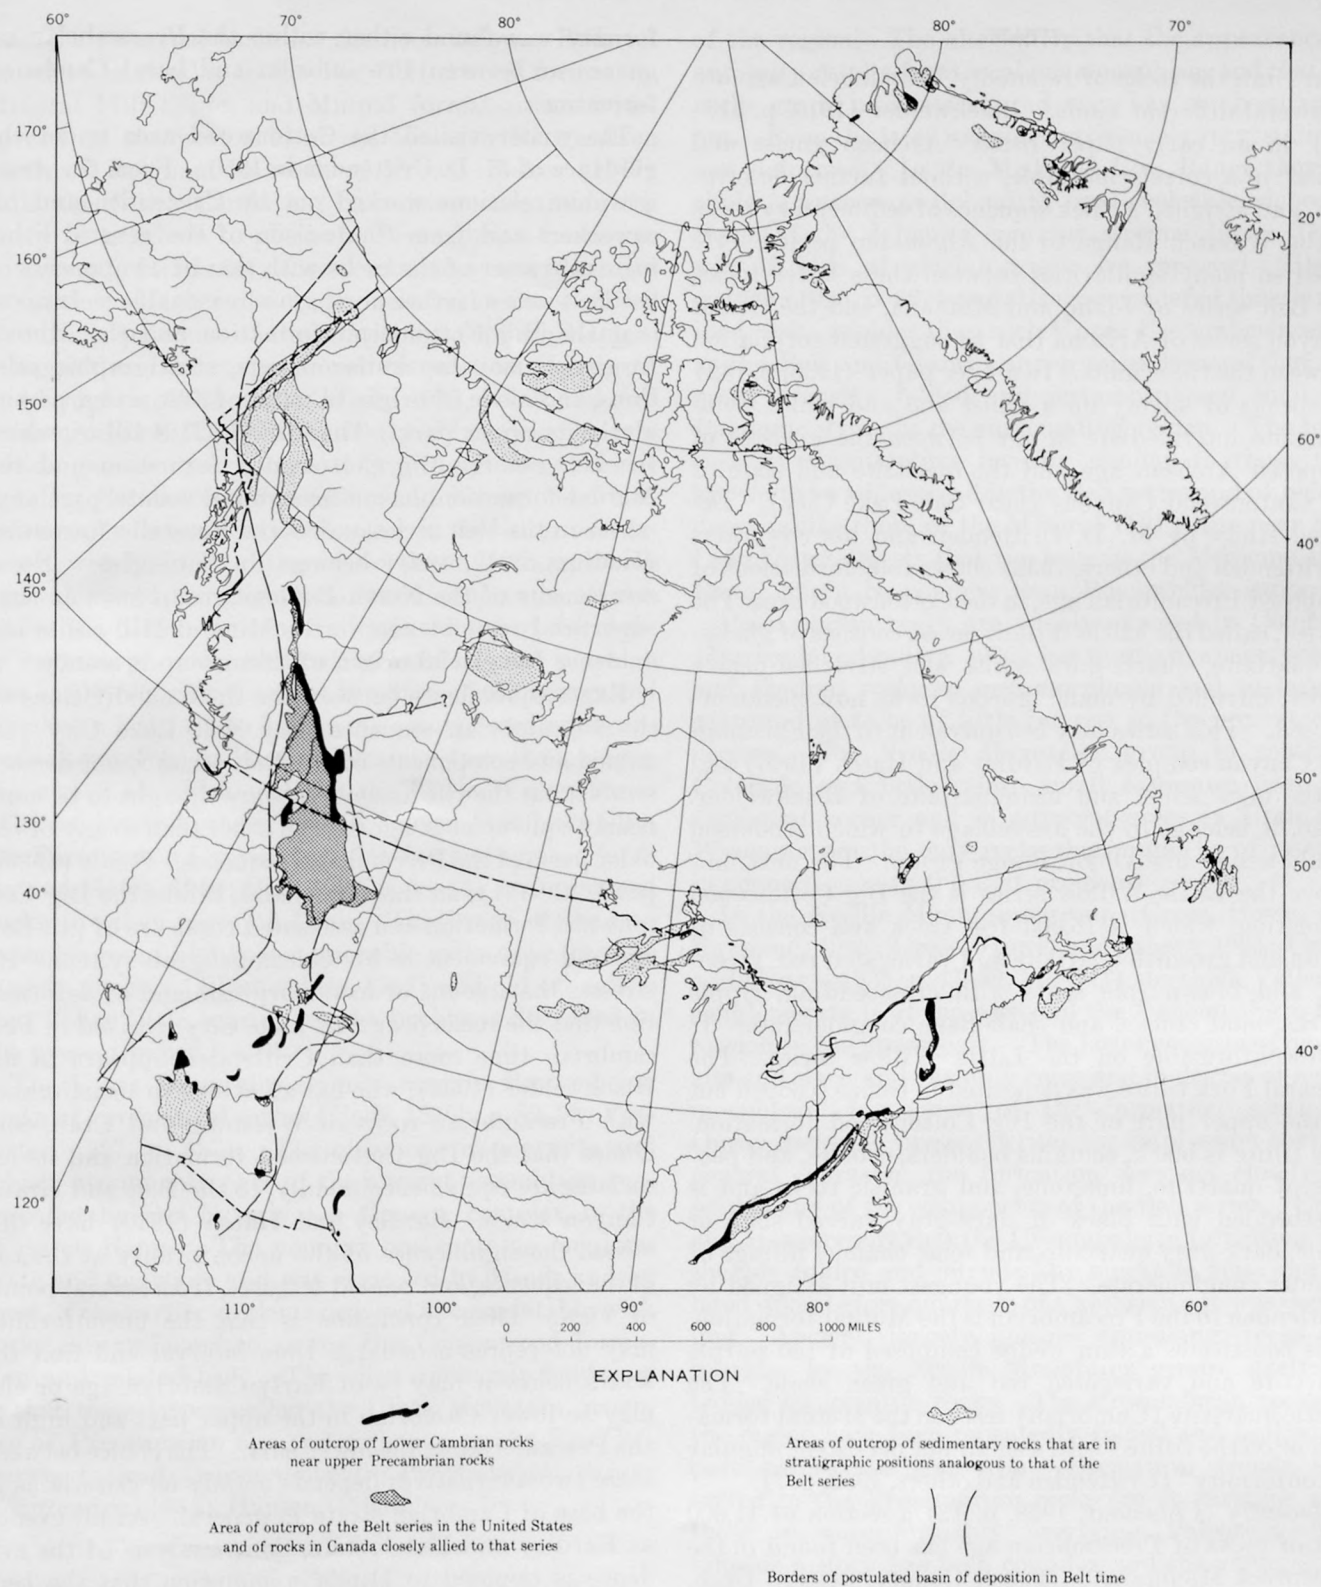 60° 70° 80° 80° 70°
170°
20°
160°
150°
60°
40°
140°
?
50°
130°
50°
40°
40°
120°
110° 100° 90° 80° 70° 60°
0 200 400 600 800 1000 MILES
EXPLANATION
Areas of outcrop of Lower Cambrian rocks
near upper Precambrian rocks
Area of outcrop of the Belt series in the United States
and of rocks in Canada closely allied to that series
Areas of outcrop of sedimentary rocks that are in
stratigraphic positions analogous to that of the
Belt series
Borders of postulated basin of deposition in Belt time